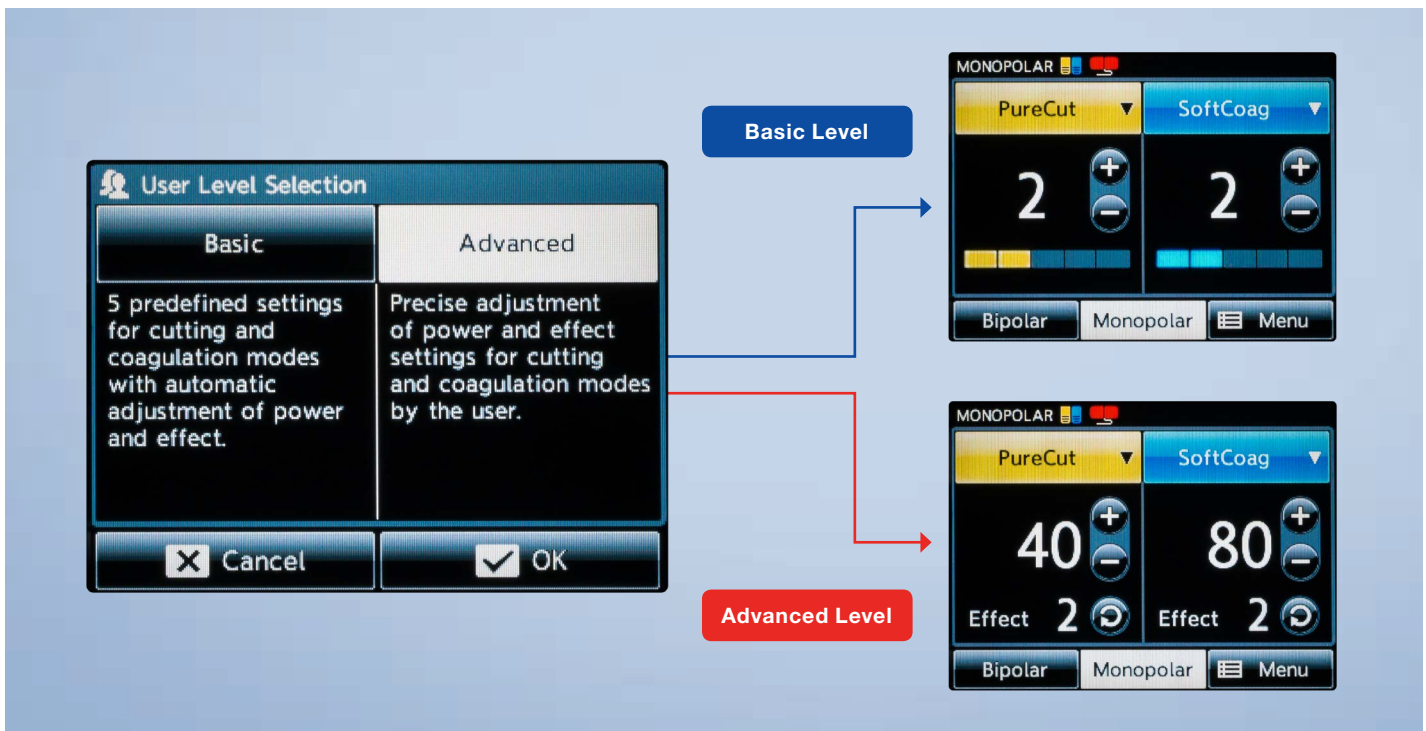 User Level Selection
Basic
Advanced
5 predefined settings
for cutting and
coagulation modes
with automatic
adjustment of power
and effect.
Precise adjustment
of power and effect
settings for cutting
and coagulation modes
by the user.
Cancel
OK
Basic Level
MONOPOLAR
PureCut SoftCoag
2 + 2 +
− −
Bipolar Monopolar Menu
Advanced Level
MONOPOLAR
PureCut SoftCoag
40 + 80 +
− −
Effect 2 Effect 2
Bipolar Monopolar Menu